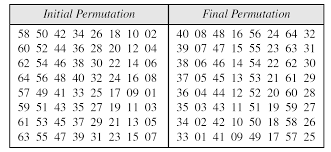 Initial Permutation Final Permutation
58 50 42 34 26 18 10 02 40 08 48 16 56 24 64 32
60 52 44 36 28 20 12 04 39 07 47 15 55 23 63 31
62 54 46 38 30 22 14 06 38 06 46 14 54 22 62 30
64 56 48 40 32 24 16 08 37 05 45 13 53 21 61 29
57 49 41 33 25 17 09 01 36 04 44 12 52 20 60 28
59 51 43 35 27 19 11 03 35 03 43 11 51 19 59 27
61 53 45 37 29 21 13 05 34 02 42 10 50 18 58 26
63 55 47 39 31 23 15 07 33 01 41 09 49 17 57 25